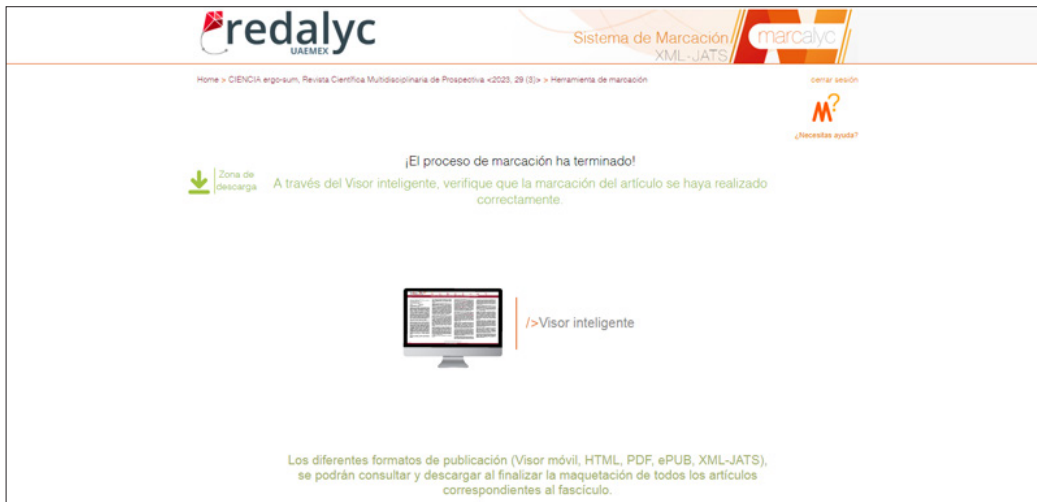 redalyc
UAEMEX
Sistema de Marcación
XML-JATS
marcalyc
Home > CIENCIA ergo-sum, Revista Científica Multidisciplinaria de Prospectiva <2023, 29 (3)> > Herramienta de marcación
cerrar sesión
M?
¿Necesitas ayuda?
¡El proceso de marcación ha terminado!
Zona de
descarga
A través del Visor inteligente, verifique que la marcación del artículo se haya realizado
correctamente.
/>Visor inteligente
Los diferentes formatos de publicación (Visor móvil, HTML, PDF, ePUB, XML-JATS),
se podrán consultar y descargar al finalizar la maquetación de todos los artículos
correspondientes al fascículo.